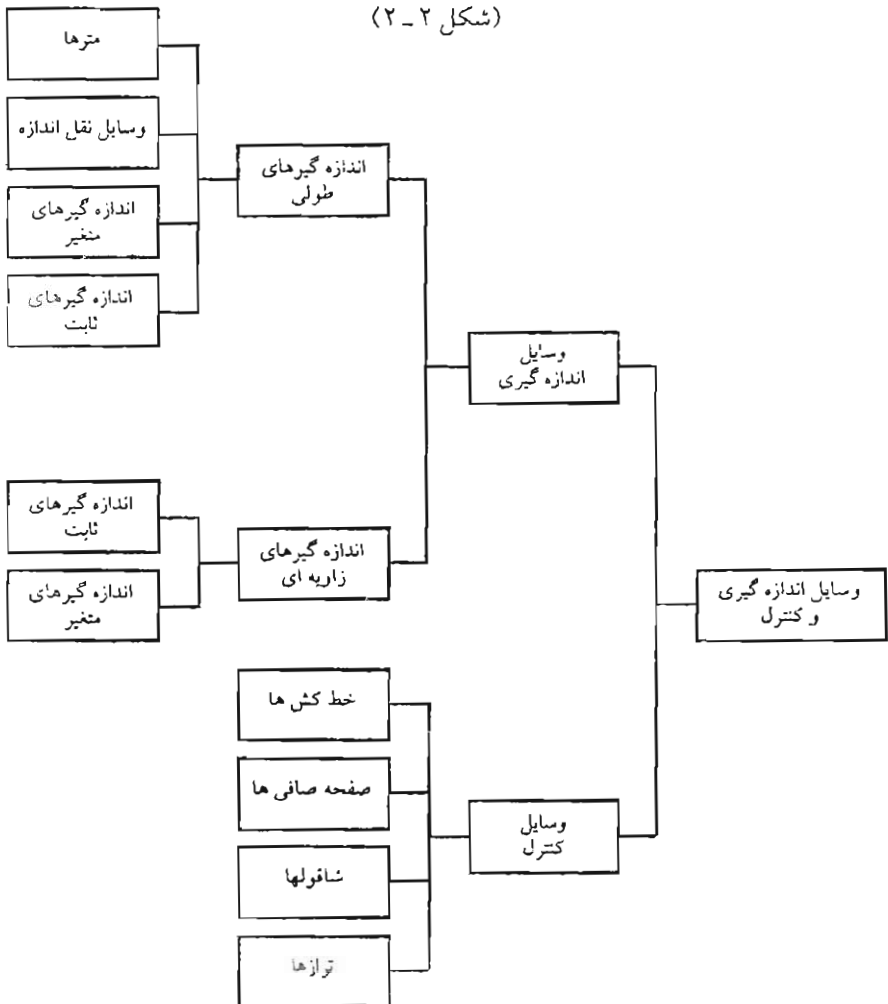 (شکل ۲ ـ ۲)
وسایل اندازه گیری
و کنترل
وسایل
اندازه گیری
اندازه گیرهای
طولی
مترها
وسایل نقل اندازه
اندازه گیرهای
متغیر
اندازه گیرهای
ثابت
اندازه گیرهای
زاویه ای
اندازه گیرهای
ثابت
اندازه گیرهای
متغیر
وسایل
کنترل
خط کش ها
صفحه صافی ها
شاقولها
ترازها